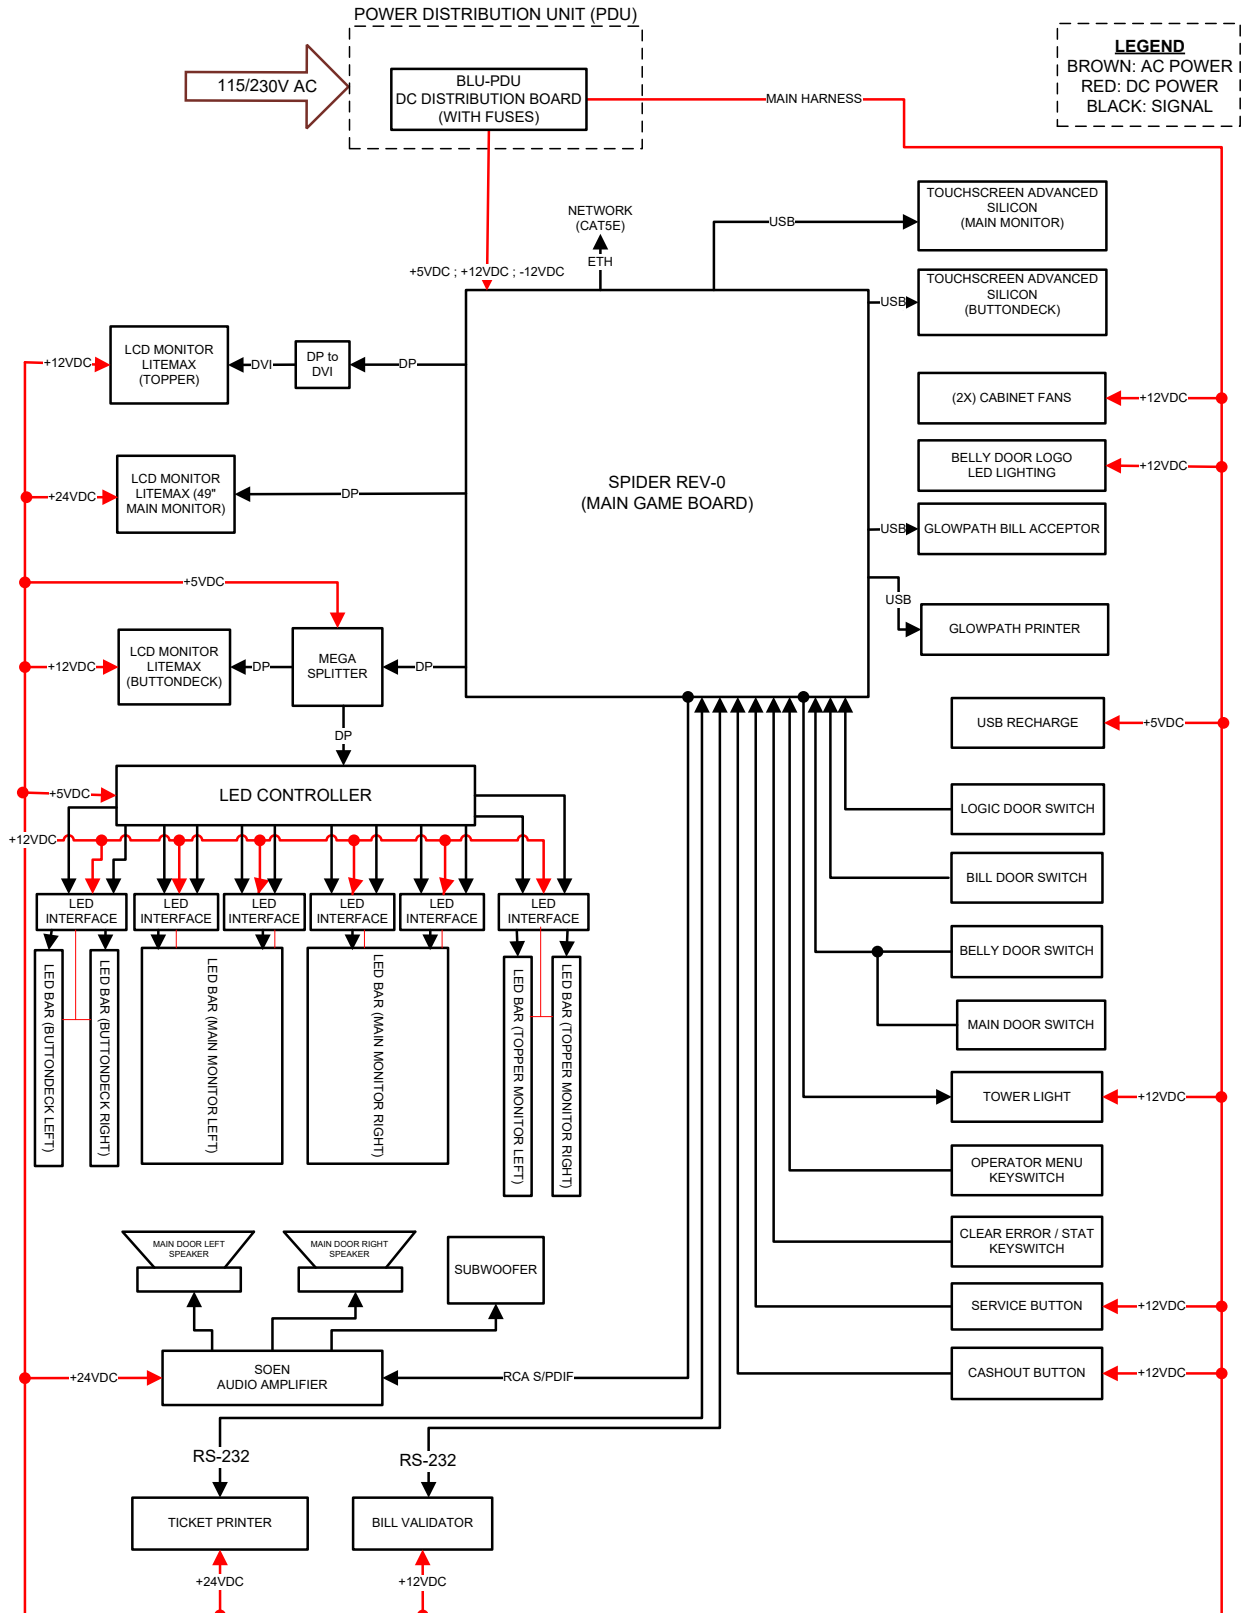 POWER DISTRIBUTION UNIT (PDU)
115/230V AC
BLU-PDU
DC DISTRIBUTION BOARD
(WITH FUSES)
MAIN HARNESS
LEGEND
BROWN: AC POWER
RED: DC POWER
BLACK: SIGNAL
NETWORK
(CAT5E)
ETH
+5VDC ; +12VDC ; -12VDC
USB
TOUCHSCREEN ADVANCED
SILICON
(MAIN MONITOR)
USB
TOUCHSCREEN ADVANCED
SILICON
(BUTTONDECK)
+12VDC
LCD MONITOR
LITEMAX
(TOPPER)
DVI
DP to
DVI
DP
(2X) CABINET FANS
+12VDC
BELLY DOOR LOGO
LED LIGHTING
+12VDC
SPIDER REV-0
(MAIN GAME BOARD)
+24VDC
LCD MONITOR
LITEMAX (49"
MAIN MONITOR)
DP
USB
GLOWPATH BILL ACCEPTOR
+5VDC
USB
GLOWPATH PRINTER
+12VDC
LCD MONITOR
LITEMAX
(BUTTONDECK)
DP
MEGA
SPLITTER
DP
DP
USB RECHARGE
+5VDC
+5VDC
LED CONTROLLER
LOGIC DOOR SWITCH
+12VDC
BILL DOOR SWITCH
LED
INTERFACE
LED
INTERFACE
LED
INTERFACE
LED
INTERFACE
LED
INTERFACE
LED
INTERFACE
BELLY DOOR SWITCH
MAIN DOOR SWITCH
LED BAR (BUTTONDECK LEFT)
LED BAR (BUTTONDECK RIGHT)
LED BAR (MAIN MONITOR LEFT)
LED BAR (MAIN MONITOR RIGHT)
LED BAR (TOPPER MONITOR LEFT)
LED BAR (TOPPER MONITOR RIGHT)
TOWER LIGHT
+12VDC
OPERATOR MENU
KEYSWITCH
CLEAR ERROR / STAT
KEYSWITCH
MAIN DOOR LEFT
SPEAKER
MAIN DOOR RIGHT
SPEAKER
SUBWOOFER
SERVICE BUTTON
+12VDC
+24VDC
SOEN
AUDIO AMPLIFIER
RCA S/PDIF
CASHOUT BUTTON
+12VDC
RS-232
RS-232
TICKET PRINTER
BILL VALIDATOR
+24VDC
+12VDC